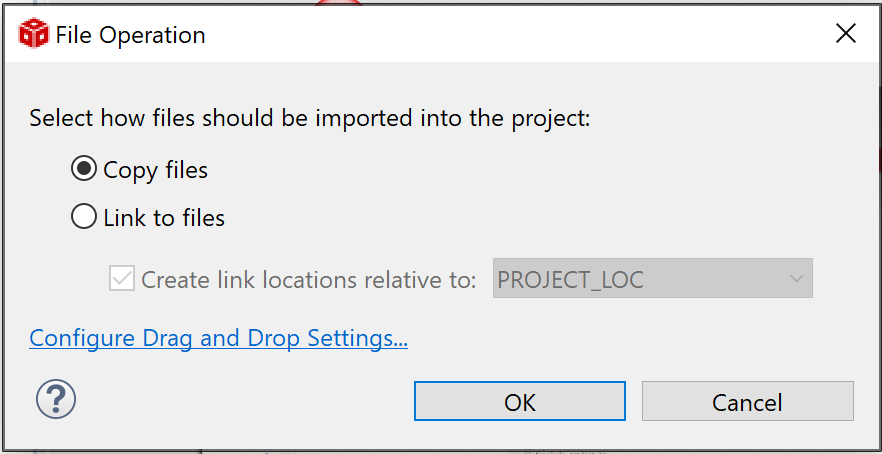 File Operation
Select how files should be imported into the project:
Copy files
Link to files
Create link locations relative to: PROJECT_LOC
Configure Drag and Drop Settings...
? OK Cancel